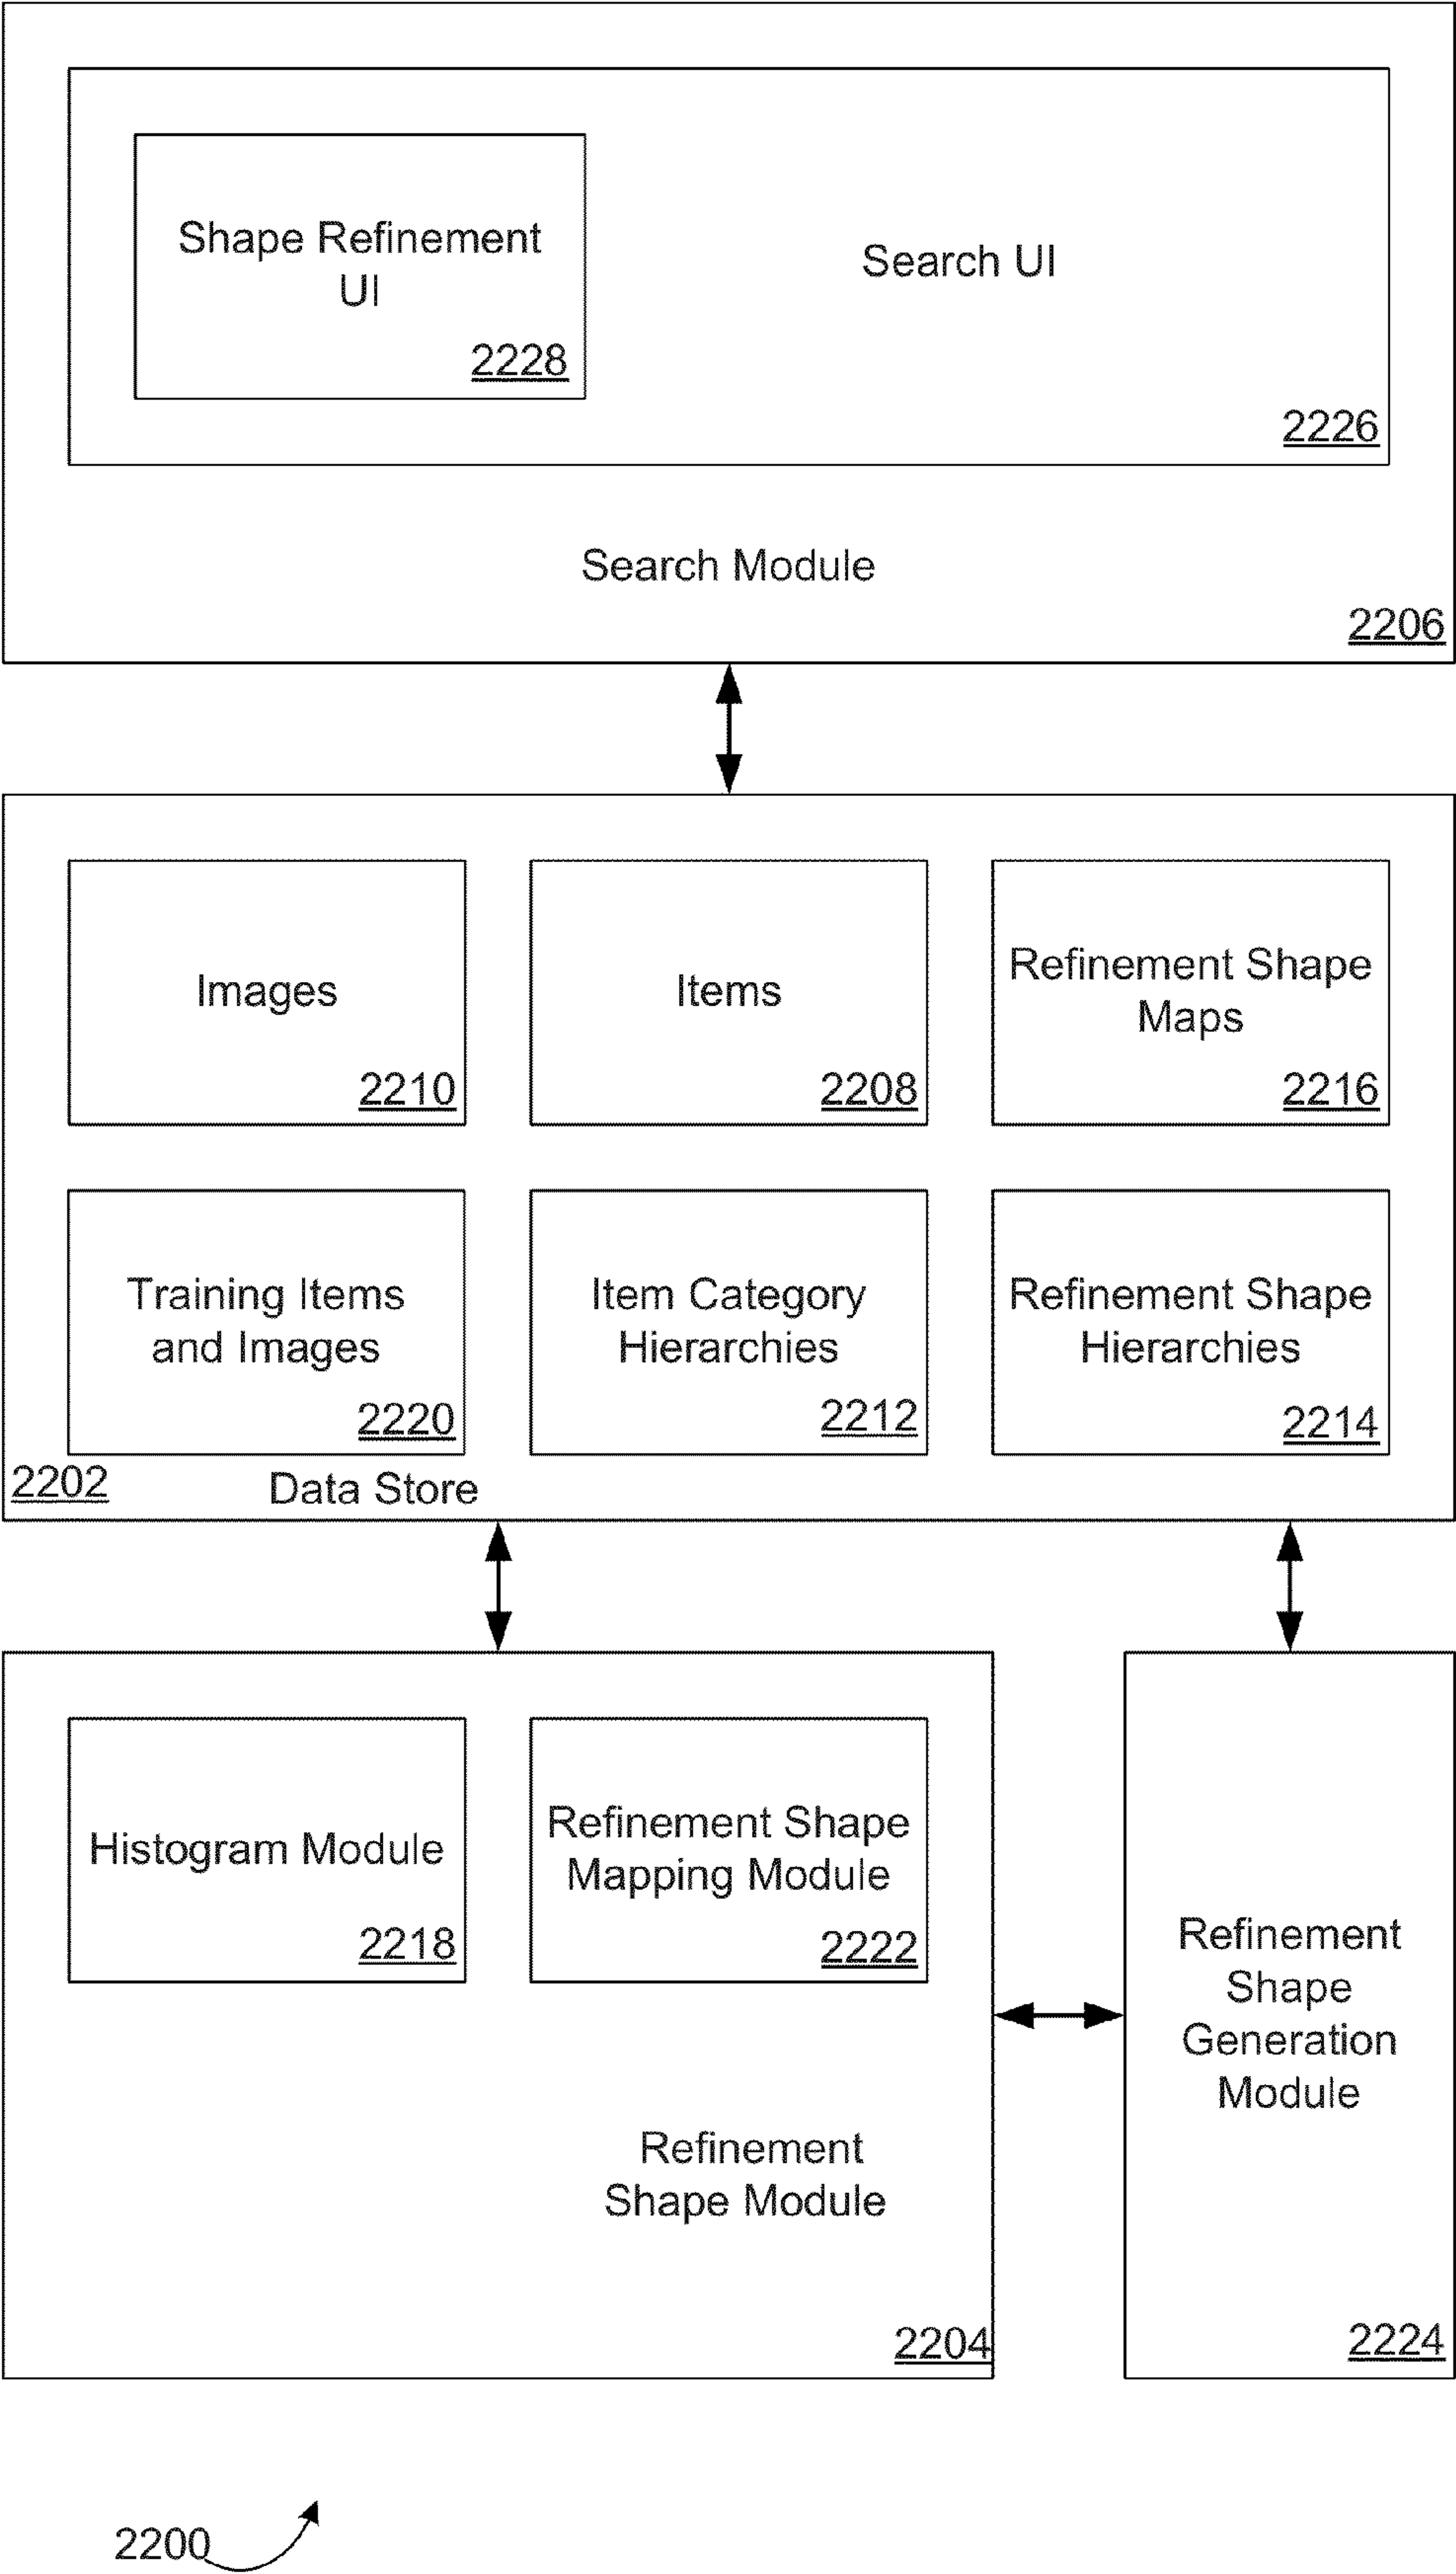 Shape Refinement
UI
2228
Search UI
2226
Search Module
2206
Images
2210
Items
2208
Refinement Shape
Maps
2216
Training Items
and Images
2220
Item Category
Hierarchies
2212
Refinement Shape
Hierarchies
2214
2202
Data Store
Histogram Module
2218
Refinement Shape
Mapping Module
2222
Refinement
Shape Module
2204
Refinement
Shape
Generation
Module
2224
2200